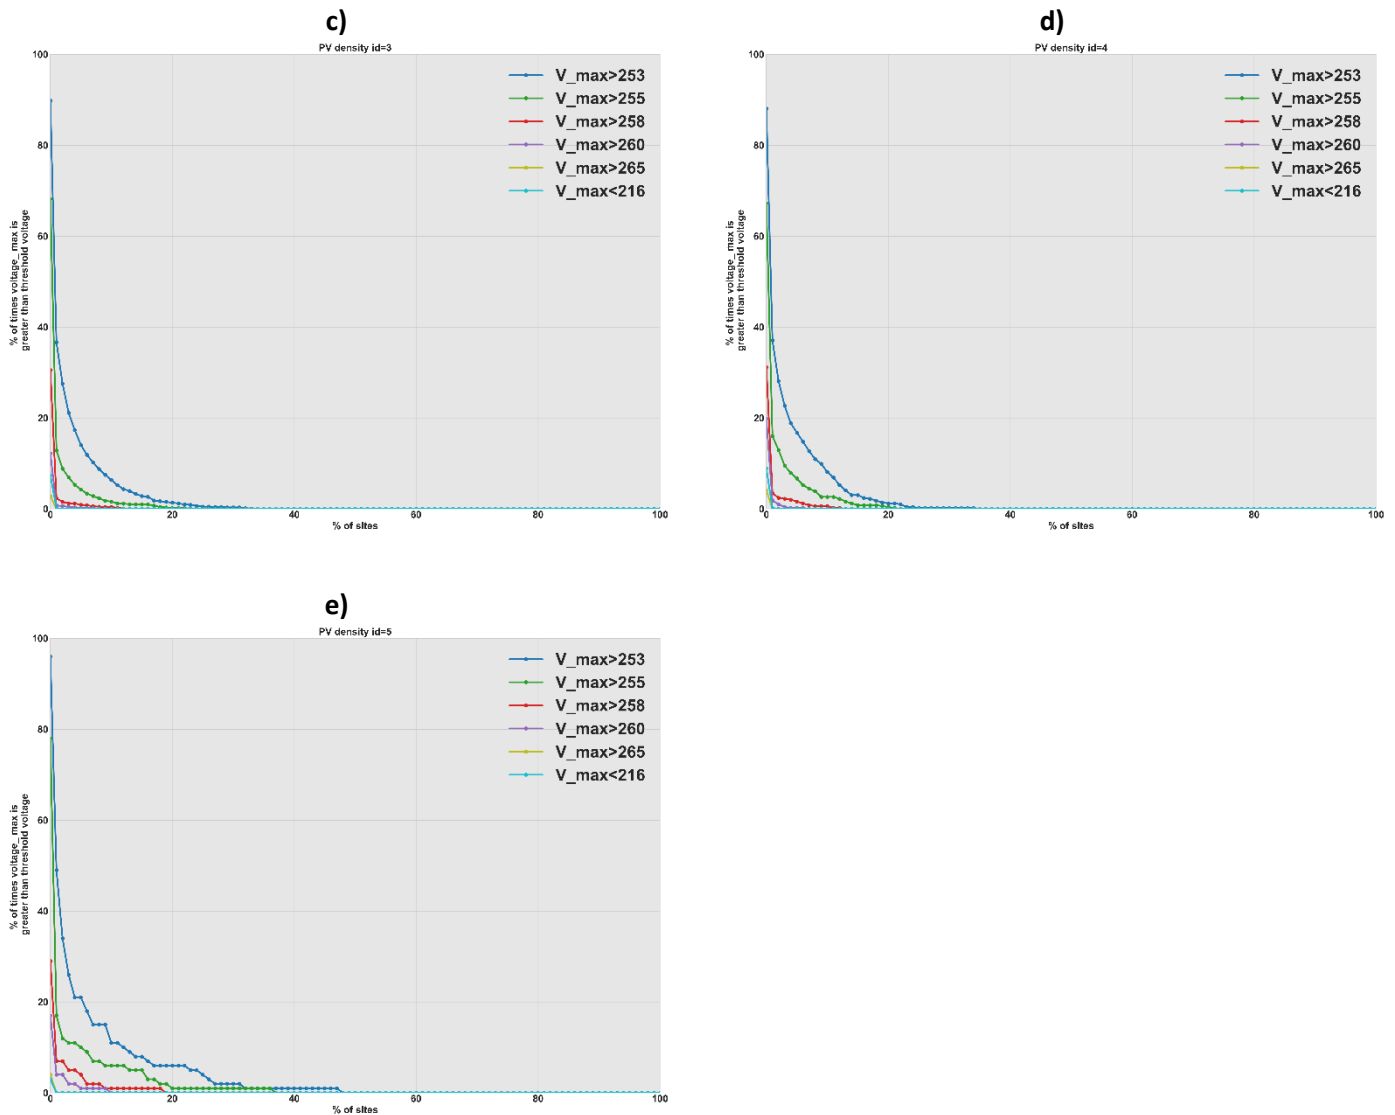 c)
PV density id=3
100
80
60
40
20
0
% of times voltage_max is
greater than threshold voltage
V_max>253
V_max>255
V_max>258
V_max>260
V_max>265
V_max<216
0 20 40 60 80 100
% of sites
d)
PV density id=4
100
80
60
40
20
0
% of times voltage_max is
greater than threshold voltage
V_max>253
V_max>255
V_max>258
V_max>260
V_max>265
V_max<216
0 20 40 60 80 100
% of sites
e)
PV density id=5
100
80
60
40
20
0
% of times voltage_max is
greater than threshold voltage
V_max>253
V_max>255
V_max>258
V_max>260
V_max>265
V_max<216
0 20 40 60 80 100
% of sites